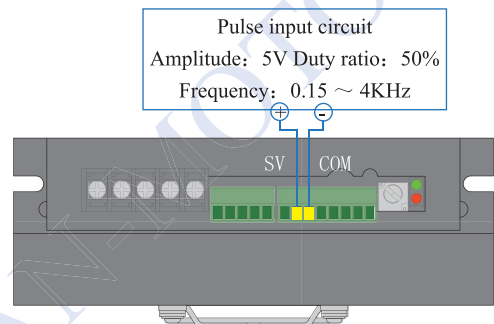 Pulse input circuit
Amplitude：5V Duty ratio：50%
Frequency：0.15 ～ 4KHz
+ -
SV COM